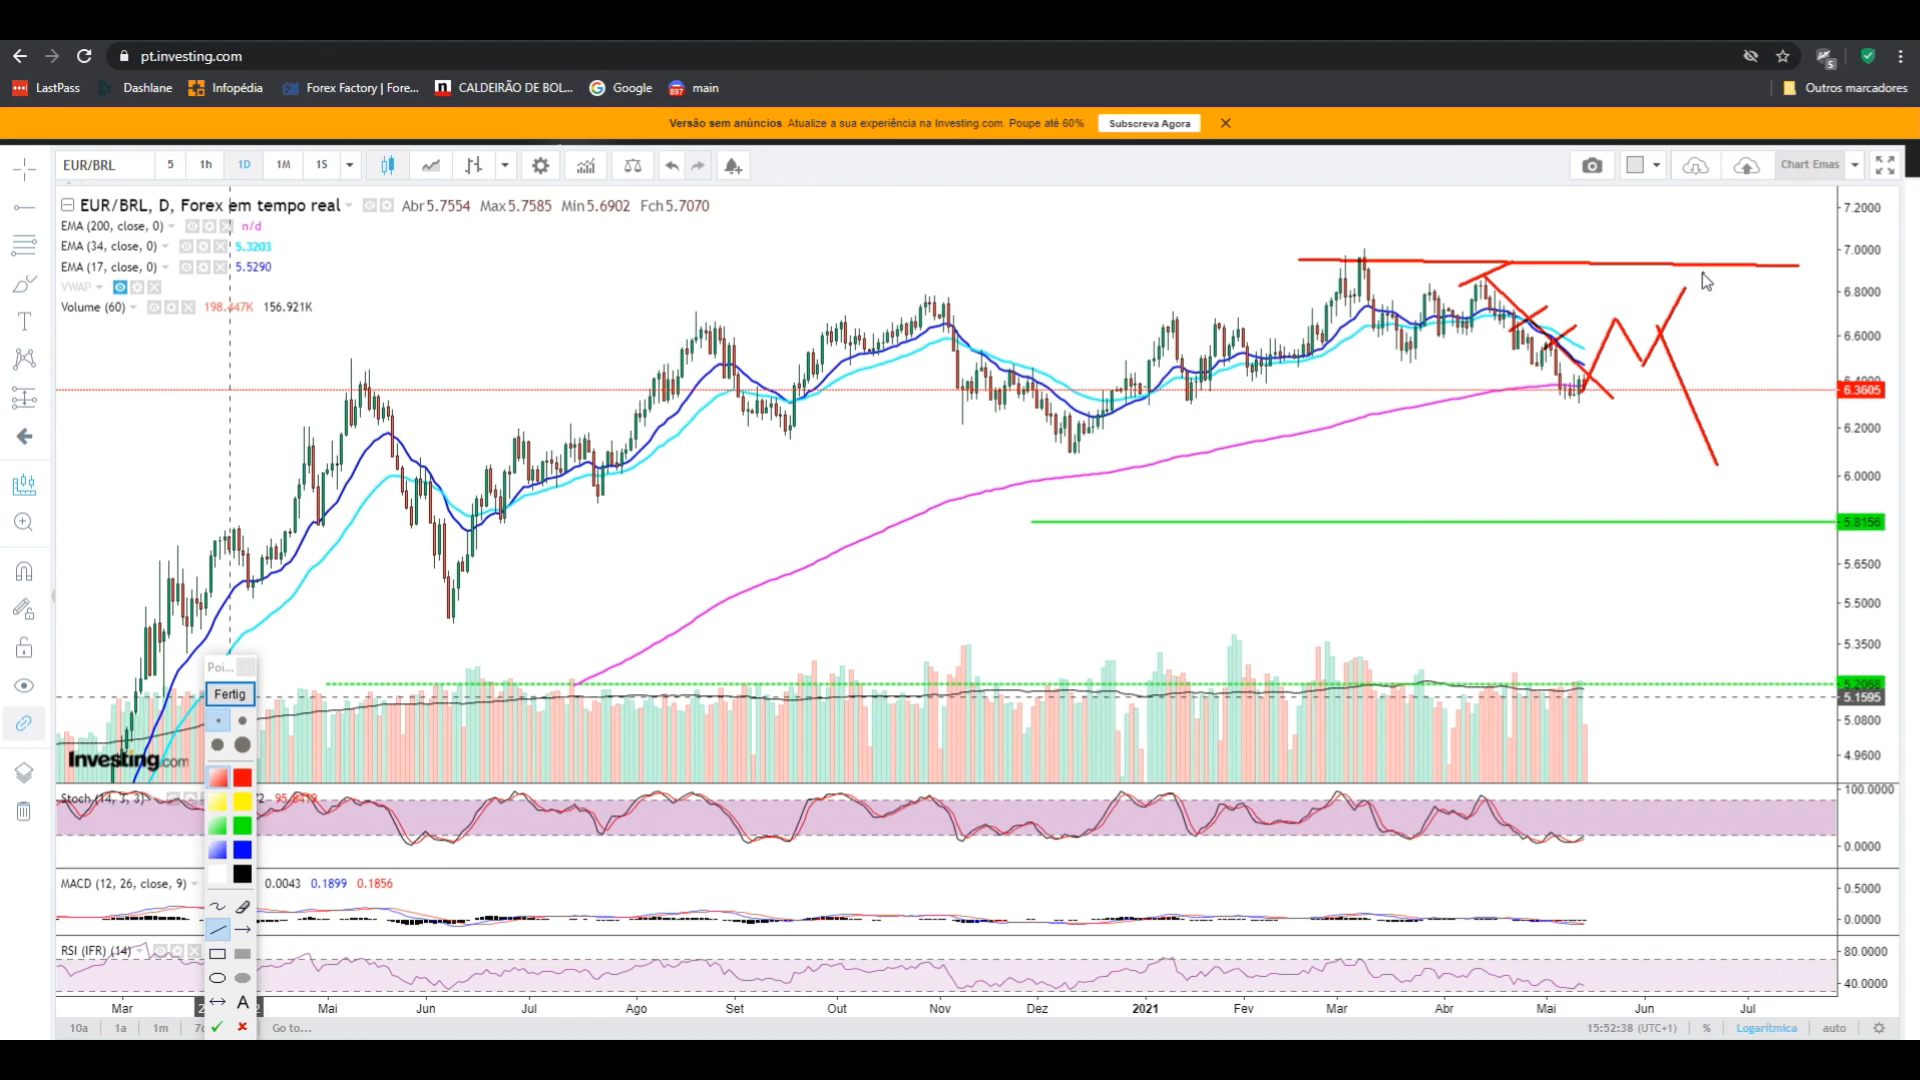 pt.investing.com
LastPass Dashlane Infopédia Forex Factory | Fore... CALDEIRÃO DE BOL... Google main Outros marcadores
Versão sem anúncios. Atualize a sua experiência na Investing.com. Poupe até 60% Subscreva Agora
EUR/BRL 5 1h 1D 1M 1S Chart Emas
EUR/BRL, D, Forex em tempo real Abr 5.7554 Max 5.7585 Min 5.6902 Fch 5.7070
EMA (200, close, 0) n/d
EMA (34, close, 0) 5.3203
EMA (17, close, 0) 5.5290
VWAP
Volume (60) 198.447K 156.921K
7.2000
7.0000
6.8000
6.6000
6.4000
6.3605
6.2000
6.0000
5.8156
5.6500
5.5000
5.3500
5.2068
5.1595
5.0800
4.9600
Poi...
Fertig
Investing.com
Stoch (14, 3, 3) 95.8419
100.0000
0.0000
MACD (12, 26, close, 9) 0.0043 0.1899 0.1856
0.5000
0.0000
RSI (IFR) (14)
80.0000
40.0000
A
Mar Mai Jun Jul Ago Set Out Nov Dez 2021 Fev Mar Abr Mai Jun Jul
10a 1a 1m Go to... 15:52:38 (UTC+1) % Logarítmica auto